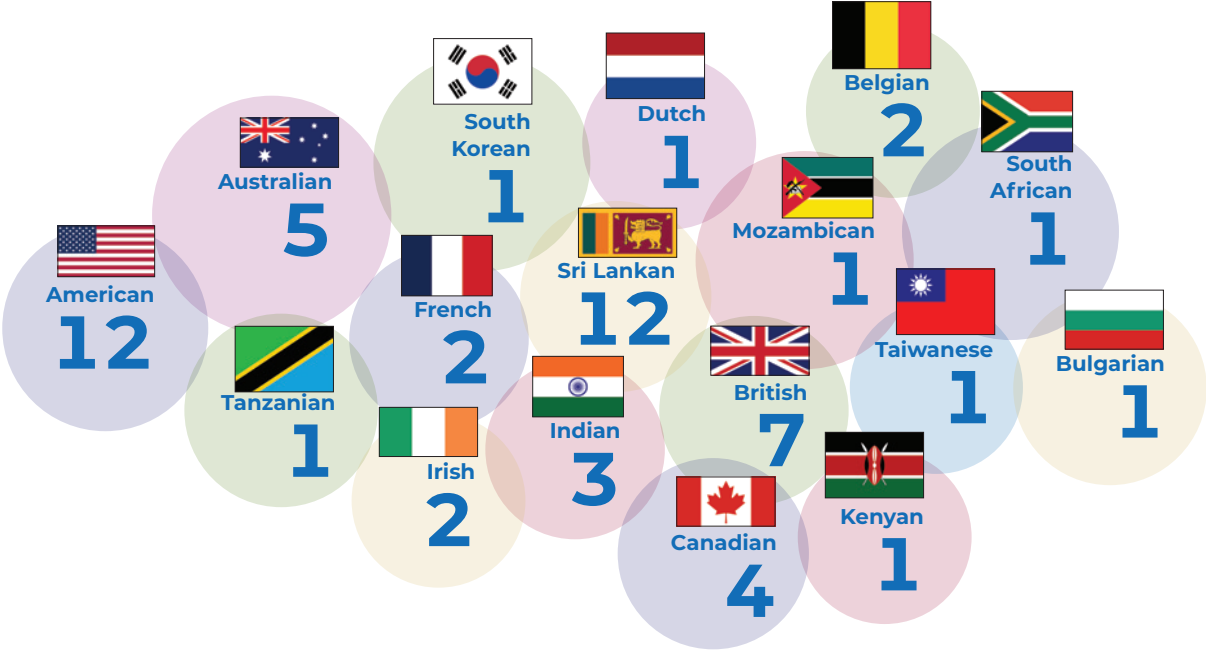 American
12
Australian
5
Tanzanian
1
South
Korean
1
French
2
Irish
2
Dutch
1
Sri Lankan
12
Indian
3
Belgian
2
Mozambican
1
British
7
Canadian
4
South
African
1
Taiwanese
1
Kenyan
1
Bulgarian
1